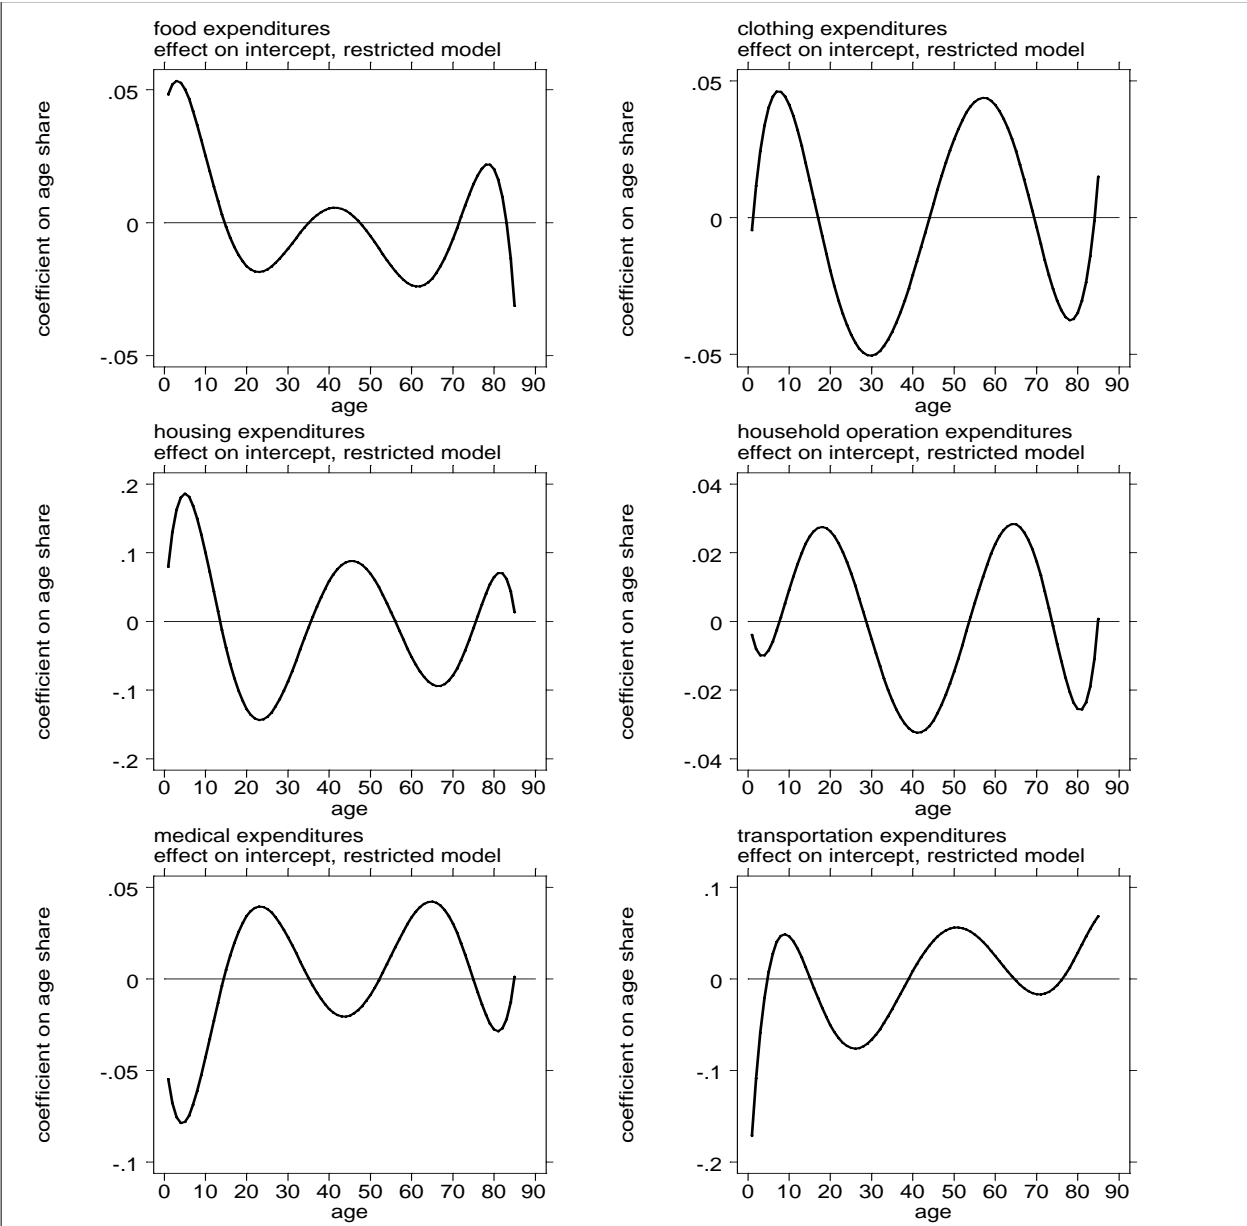 food expenditures
effect on intercept, restricted model
coefficient on age share
.05
0
-.05
0 10 20 30 40 50 60 70 80 90
age
clothing expenditures
effect on intercept, restricted model
coefficient on age share
.05
0
-.05
0 10 20 30 40 50 60 70 80 90
age
housing expenditures
effect on intercept, restricted model
coefficient on age share
.2
.1
0
-.1
-.2
0 10 20 30 40 50 60 70 80 90
age
household operation expenditures
effect on intercept, restricted model
coefficient on age share
.04
.02
0
-.02
-.04
0 10 20 30 40 50 60 70 80 90
age
medical expenditures
effect on intercept, restricted model
coefficient on age share
.05
0
-.05
-.1
0 10 20 30 40 50 60 70 80 90
age
transportation expenditures
effect on intercept, restricted model
coefficient on age share
.1
0
-.1
-.2
0 10 20 30 40 50 60 70 80 90
age